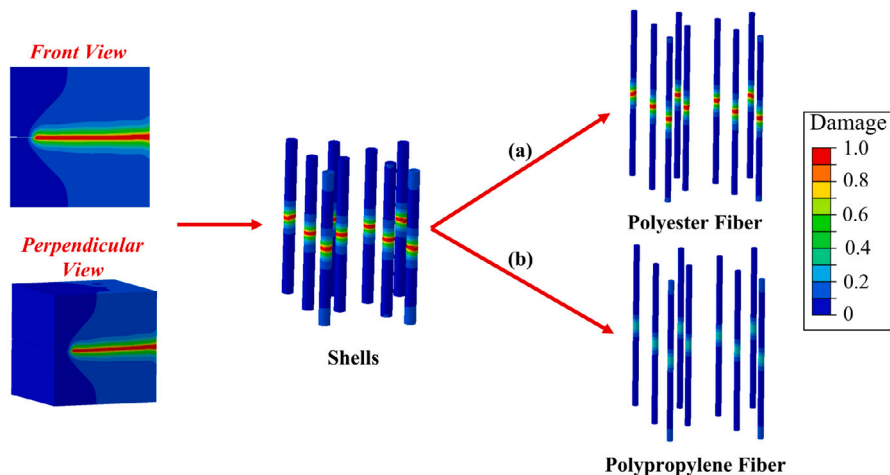 Front View
Perpendicular
View
Shells
(a)
Polyester Fiber
(b)
Polypropylene Fiber
Damage
1.0
0.8
0.6
0.4
0.2
0